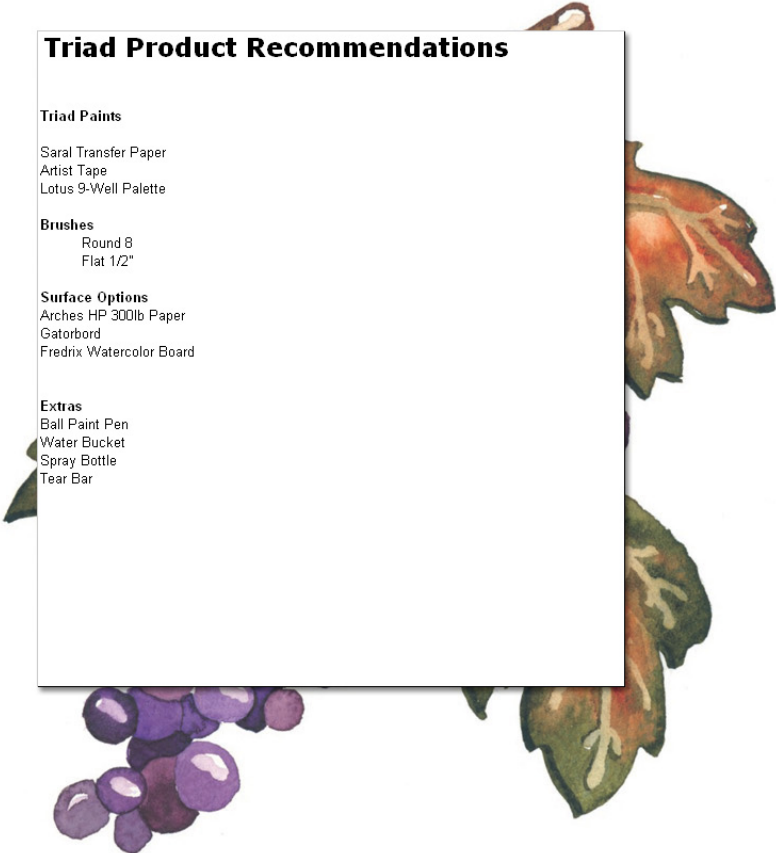 Triad Product Recommendations
Triad Paints
Saral Transfer Paper
Artist Tape
Lotus 9-Well Palette
Brushes
Round 8
Flat 1/2"
Surface Options
Arches HP 300lb Paper
Gatorbord
Fredrix Watercolor Board
Extras
Ball Paint Pen
Water Bucket
Spray Bottle
Tear Bar